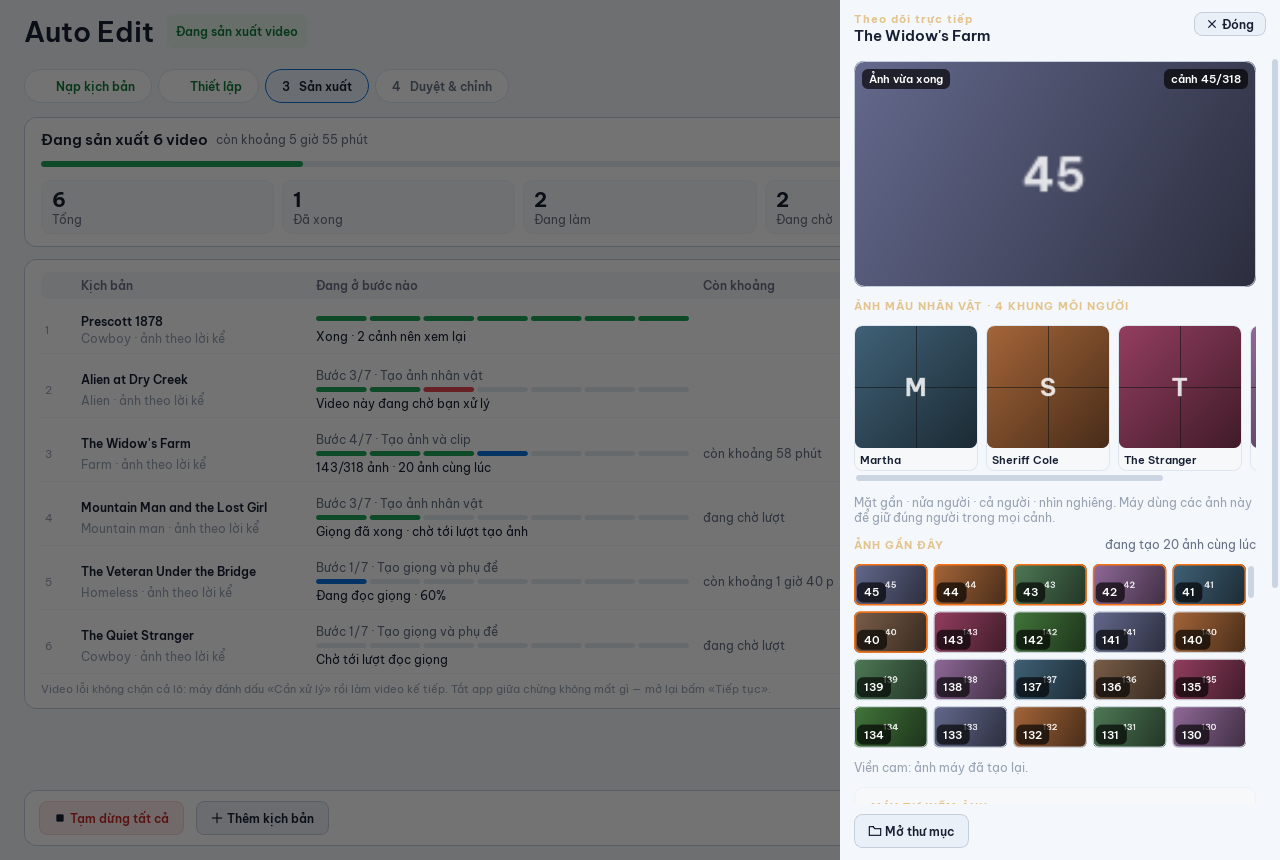 Auto Edit
Đang sản xuất video
Nạp kịch bản
Thiết lập
3 Sản xuất
4 Duyệt & chỉnh
Đang sản xuất 6 video còn khoảng 5 giờ 55 phút
6
Tổng
1
Đã xong
2
Đang làm
2
Đang chờ
Kịch bản
Đang ở bước nào
Còn khoảng
1
Prescott 1878
Cowboy · ảnh theo lời kể
Xong · 2 cảnh nên xem lại
2
Alien at Dry Creek
Alien · ảnh theo lời kể
Bước 3/7 · Tạo ảnh nhân vật
Video này đang chờ bạn xử lý
3
The Widow's Farm
Farm · ảnh theo lời kể
Bước 4/7 · Tạo ảnh và clip
143/318 ảnh · 20 ảnh cùng lúc
còn khoảng 58 phút
4
Mountain Man and the Lost Girl
Mountain man · ảnh theo lời kể
Bước 3/7 · Tạo ảnh nhân vật
Giọng đã xong · chờ tới lượt tạo ảnh
đang chờ lượt
5
The Veteran Under the Bridge
Homeless · ảnh theo lời kể
Bước 1/7 · Tạo giọng và phụ đề
Đang đọc giọng · 60%
còn khoảng 1 giờ 40 p
6
The Quiet Stranger
Cowboy · ảnh theo lời kể
Bước 1/7 · Tạo giọng và phụ đề
Chờ tới lượt đọc giọng
đang chờ lượt
Video lỗi không chặn cả lô: máy đánh dấu «Cần xử lý» rồi làm video kế tiếp. Tắt app giữa chừng không mất gì — mở lại bấm «Tiếp tục».
Tạm dừng tất cả
Thêm kịch bản
Theo dõi trực tiếp
The Widow's Farm
Đóng
Ảnh vừa xong
cảnh 45/318
45
ẢNH MẪU NHÂN VẬT · 4 KHUNG MỖI NGƯỜI
M
S
T
Martha
Sheriff Cole
The Stranger
Mặt gần · nửa người · cả người · nhìn nghiêng. Máy dùng các ảnh này
để giữ đúng người trong mọi cảnh.
ẢNH GẦN ĐÂY
đang tạo 20 ảnh cùng lúc
45 44 43 42 41
45 44 43 42 41
40 143 142 141 140
139 138 137 136 135
134 133 132 131 130
Viền cam: ảnh máy đã tạo lại.
Mở thư mục